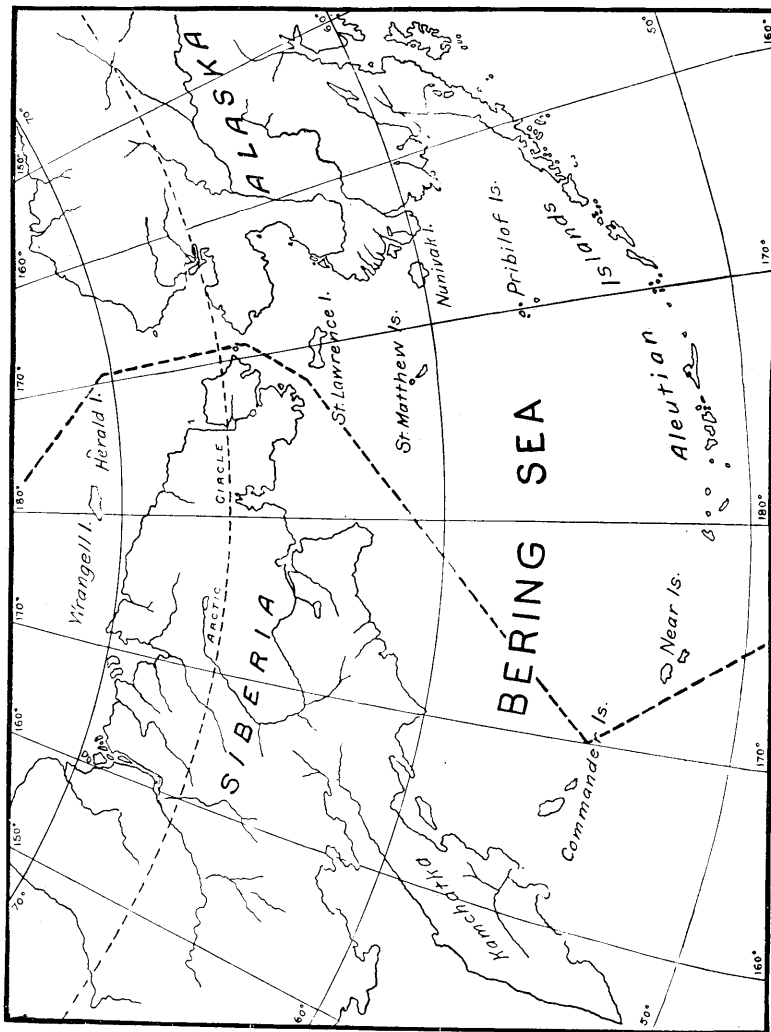 70°
150°
160°
170°
180°
170°
160°
150°
70°
60°
60°
50°
50°
160°
170°
180°
170°
160°
ALASKA
SIBERIA
ARCTIC CIRCLE
Herald I.
St. Lawrence I.
St. Matthew Is.
Nunivak I.
Pribilof Is.
Aleutian Islands
BERING SEA
Near Is.
Commander Is.
Kamchatka